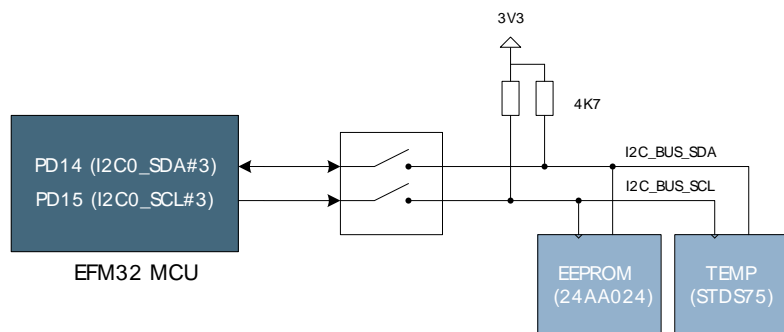 3V3
4K7
PD14 (I2C0_SDA#3)
I2C_BUS_SDA
PD15 (I2C0_SCL#3)
I2C_BUS_SCL
EFM32 MCU
EEPROM
(24AA024)
TEMP
(STDS75)